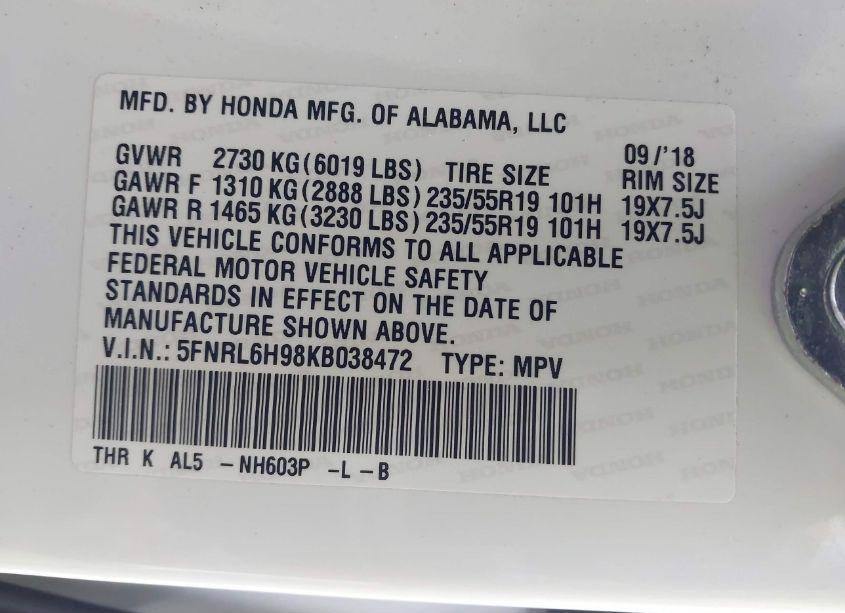 MFD. BY HONDA MFG. OF ALABAMA, LLC
09/'18
GVWR 2730 KG (6019 LBS) TIRE SIZE RIM SIZE
GAWR F 1310 KG (2888 LBS) 235/55R19 101H 19X7.5J
GAWR R 1465 KG (3230 LBS) 235/55R19 101H 19X7.5J
THIS VEHICLE CONFORMS TO ALL APPLICABLE
FEDERAL MOTOR VEHICLE SAFETY
STANDARDS IN EFFECT ON THE DATE OF
MANUFACTURE SHOWN ABOVE.
V.I.N.: 5FNRL6H98KB038472 TYPE: MPV
THR K AL5 - NH603P -L -B